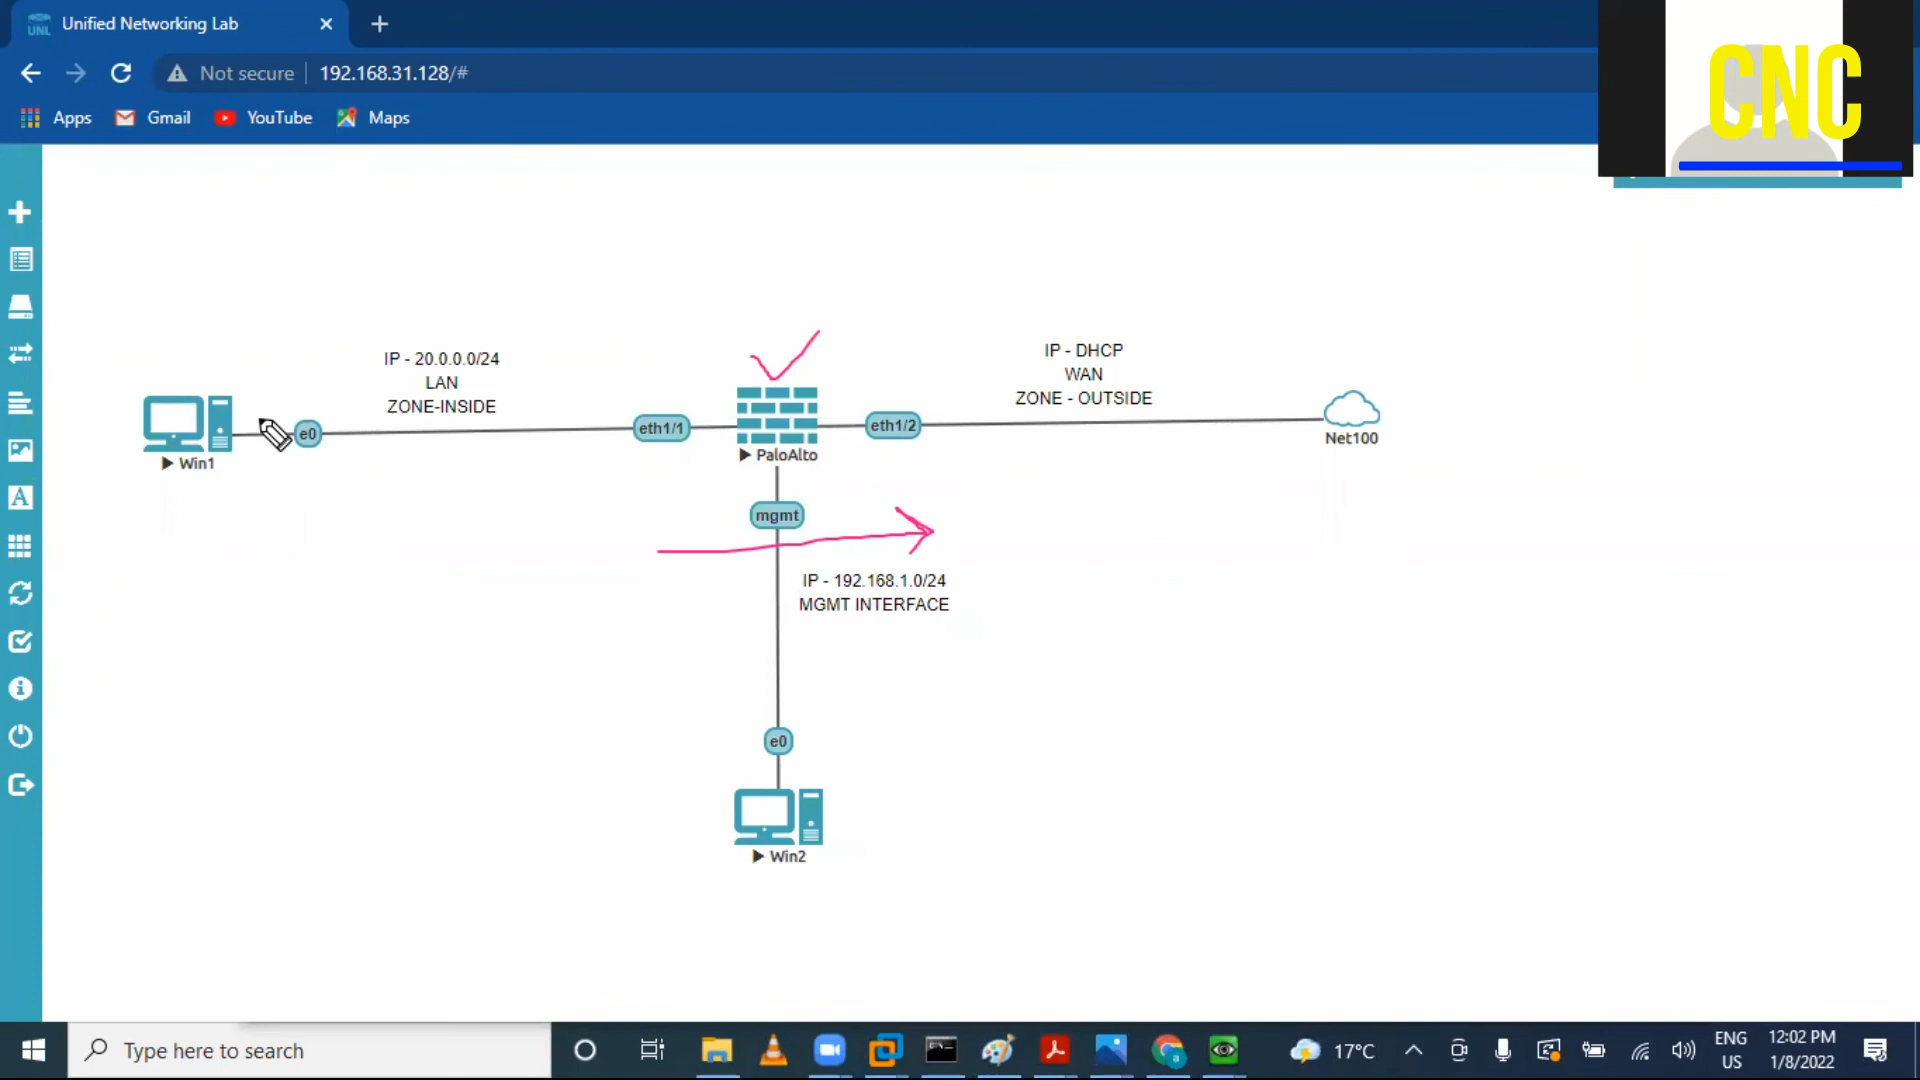 UNL
Unified Networking Lab
Not secure
192.168.31.128/#
Apps
Gmail
YouTube
Maps
CNC
IP - 20.0.0.0/24
LAN
ZONE-INSIDE
IP - DHCP
WAN
ZONE - OUTSIDE
e0
eth1/1
eth1/2
Win1
PaloAlto
Net100
mgmt
IP - 192.168.1.0/24
MGMT INTERFACE
e0
Win2
Type here to search
17°C
ENG
US
12:02 PM
1/8/2022